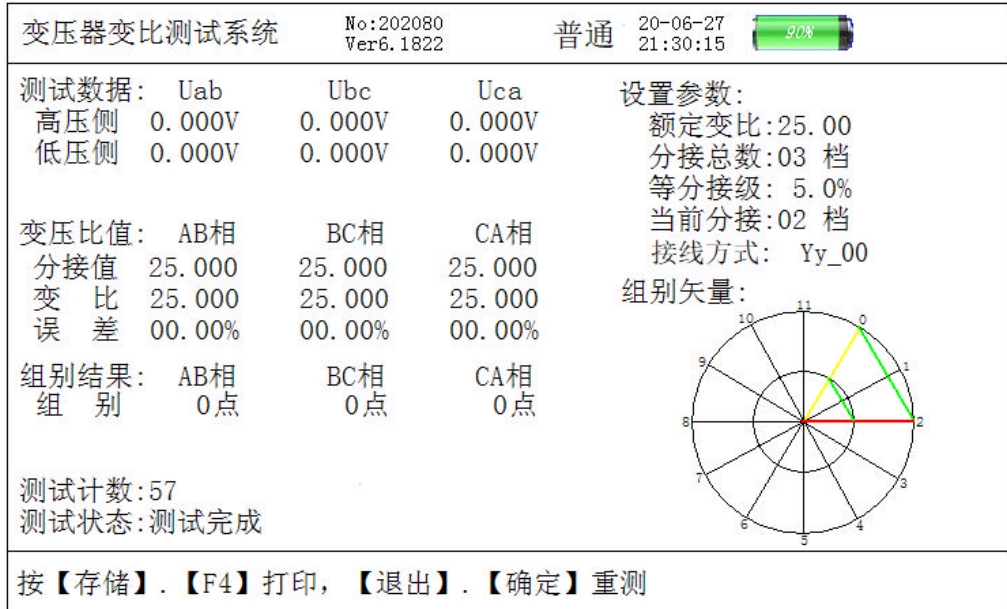 变压器变比测试系统 No:202080 普通 20-06-27 90%
Ver6.1822 21:30:15
测试数据: Uab Ubc Uca
高压侧 0.000V 0.000V 0.000V
低压侧 0.000V 0.000V 0.000V
变压比值: AB相 BC相 CA相
分接值 25.000 25.000 25.000
变 比 25.000 25.000 25.000
误 差 00.00% 00.00% 00.00%
组别结果: AB相 BC相 CA相
组 别 0点 0点 0点
测试计数:57
测试状态:测试完成
设置参数:
额定变比:25.00
分接总数:03 档
等分接级: 5.0%
当前分接:02 档
接线方式: Yy_00
组别矢量:
11
10 0
9 1
8 2
7 3
6 4
5
按【存储】.【F4】打印，【退出】.【确定】重测